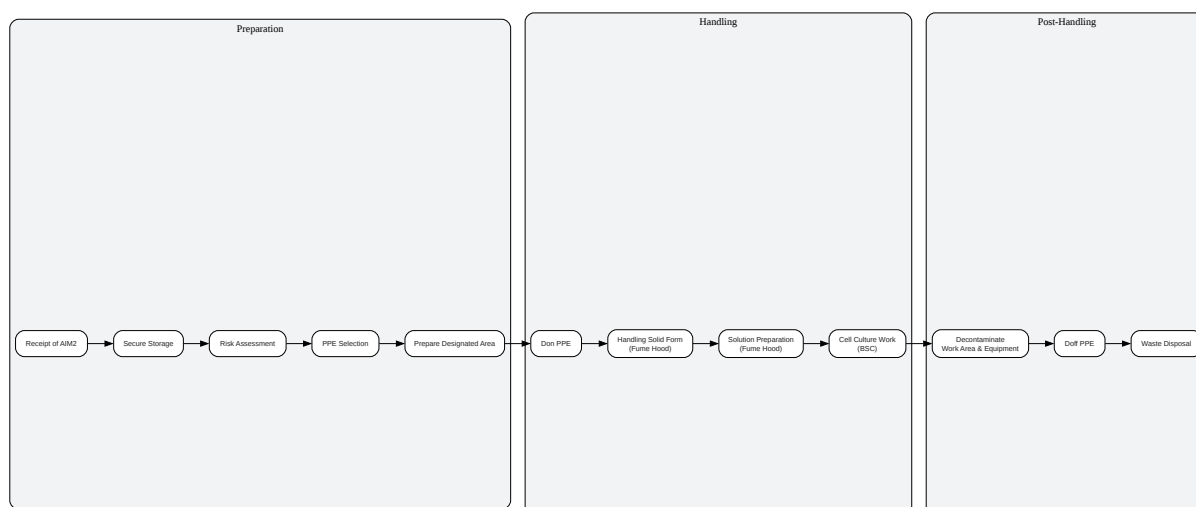 Preparation
Receipt of AIM2
Secure Storage
Risk Assessment
PPE Selection
Prepare Designated Area
Handling
Don PPE
Handling Solid Form
(Fume Hood)
Solution Preparation
(Fume Hood)
Cell Culture Work
(BSC)
Post-Handling
Decontaminate
Work Area & Equipment
Doff PPE
Waste Disposal